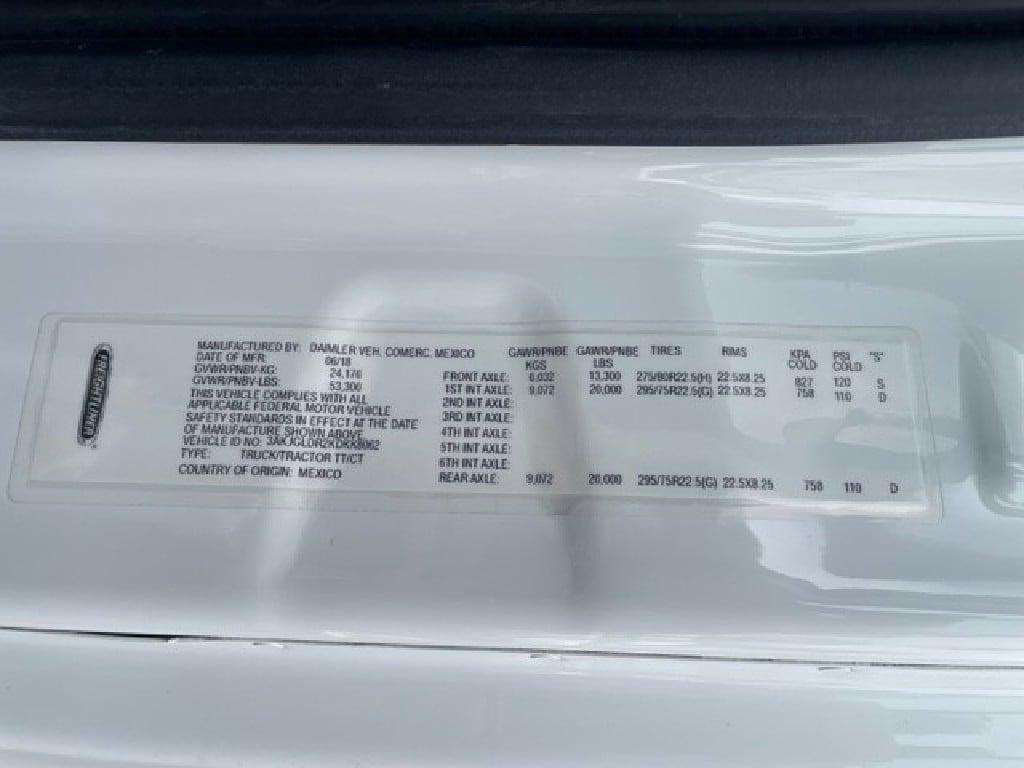 FREIGHTLINER
MANUFACTURED BY: DAIMLER VEH. COMERC. MEXICO
DATE OF MFR: 06/18
GVWR/PNBV-KG: 24,176
GVWR/PNBV-LBS: 53,300
THIS VEHICLE COMPLIES WITH ALL
APPLICABLE FEDERAL MOTOR VEHICLE
SAFETY STANDARDS IN EFFECT AT THE DATE
OF MANUFACTURE SHOWN ABOVE.
VEHICLE ID NO:
TYPE: TRUCK/TRACTOR TT/CT
COUNTRY OF ORIGIN: MEXICO
GAWR/PNBE KGS GAWR/PNBE LBS TIRES RIMS KPA COLD PSI COLD "S"
FRONT AXLE: 6,032 13,300 275/80R22.5(H) 22.5X8.25 827 120 S
1ST INT AXLE: 9,072 20,000 295/75R22.5(G) 22.5X8.25 758 110 D
2ND INT AXLE:
3RD INT AXLE:
4TH INT AXLE:
5TH INT AXLE:
6TH INT AXLE:
REAR AXLE: 9,072 20,000 295/75R22.5(G) 22.5X8.25 758 110 D